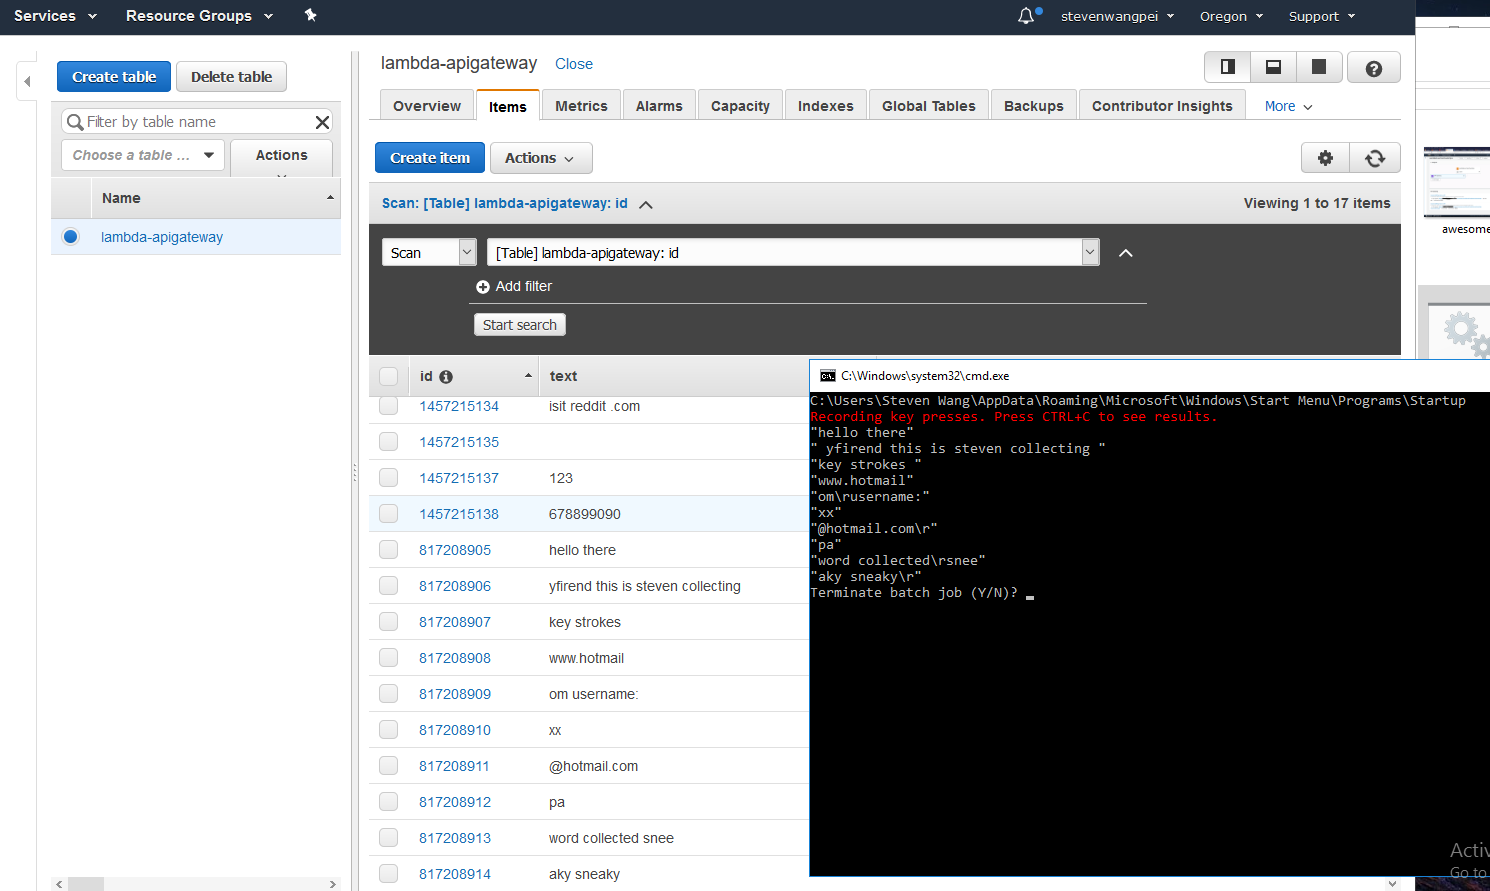 Services Resource Groups stevenwangpei Oregon Support
Create table Delete table
Filter by table name
Choose a table ... Actions
Name
lambda-apigateway
lambda-apigateway Close
Overview Items Metrics Alarms Capacity Indexes Global Tables Backups Contributor Insights More
Create item Actions
Scan: [Table] lambda-apigateway: id Viewing 1 to 17 items
Scan [Table] lambda-apigateway: id
Add filter
Start search
id text
1457215134 isit reddit .com
1457215135
1457215137 123
1457215138 678899090
817208905 hello there
817208906 yfirend this is steven collecting
817208907 key strokes
817208908 www.hotmail
817208909 om username:
817208910 xx
817208911 @hotmail.com
817208912 pa
817208913 word collected snee
817208914 aky sneaky
C:\Windows\system32\cmd.exe
C:\Users\Steven Wang\AppData\Roaming\Microsoft\Windows\Start Menu\Programs\Startup
Recording key presses. Press CTRL+C to see results.
"hello there"
" yfirend this is steven collecting "
"key strokes "
"www.hotmail"
"om\rusername:"
"xx"
"@hotmail.com\r"
"pa"
"word collected\rsnee"
"aky sneaky\r"
Terminate batch job (Y/N)?
awesome
Activ
Go to